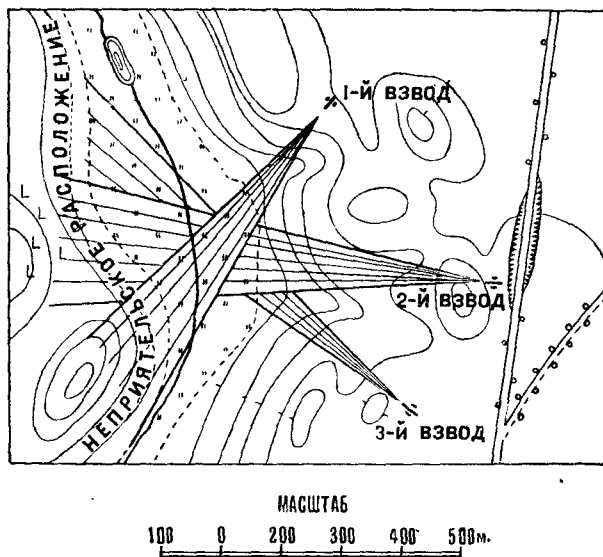 1-й ВЗВОД
НЕПРИЯТЕЛЬСКОЕ РАСПОЛОЖЕНИЕ
2-й ВЗВОД
3-й ВЗВОД
МАСШТАБ
100 0 200 300 400 500м.